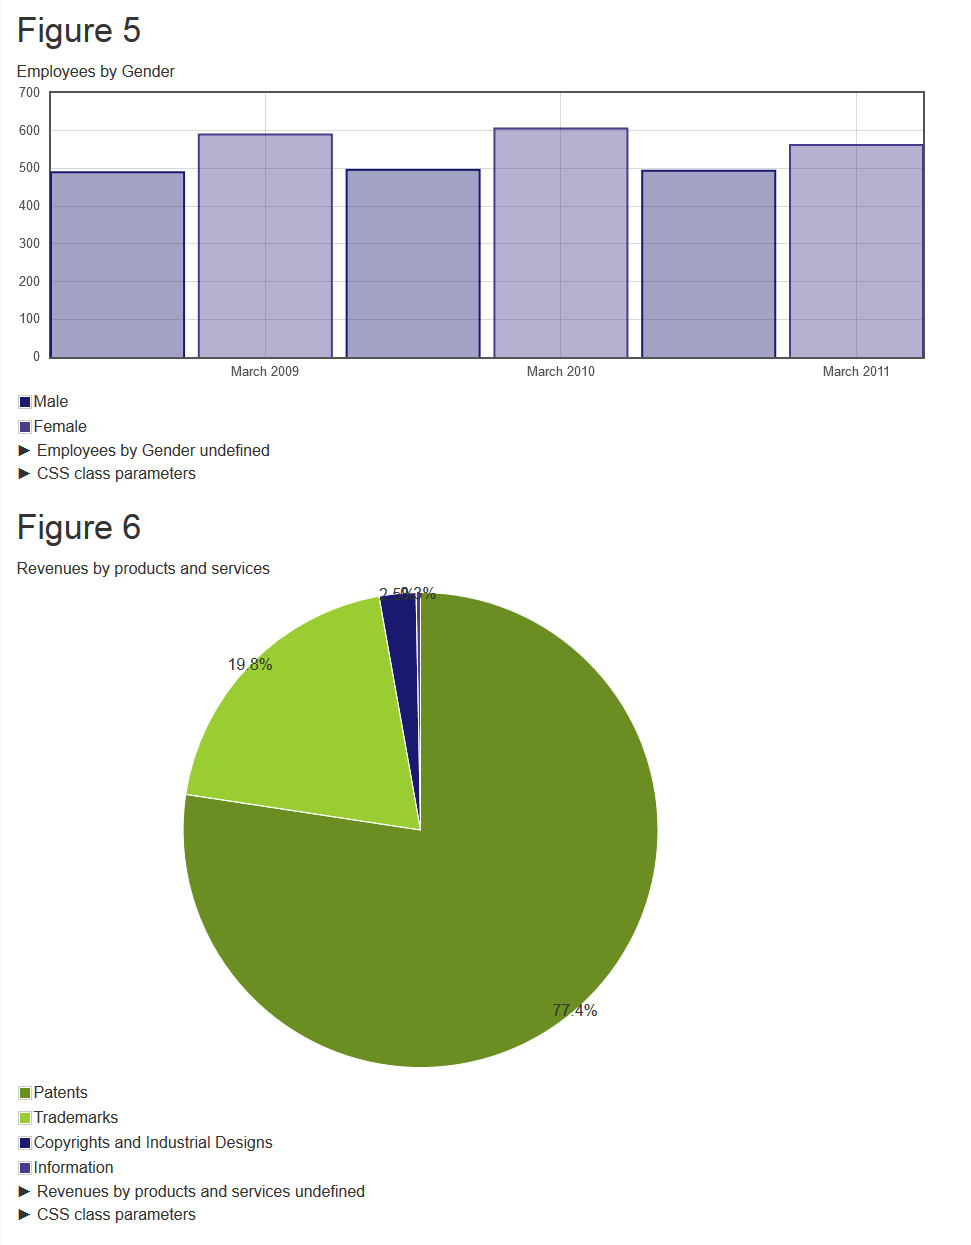 Figure 5
Employees by Gender
700
600
500
400
300
200
100
0
March 2009 March 2010 March 2011
Male
Female
► Employees by Gender undefined
► CSS class parameters
Figure 6
Revenues by products and services
2.5% 0.3%
19.8%
77.4%
Patents
Trademarks
Copyrights and Industrial Designs
Information
► Revenues by products and services undefined
► CSS class parameters